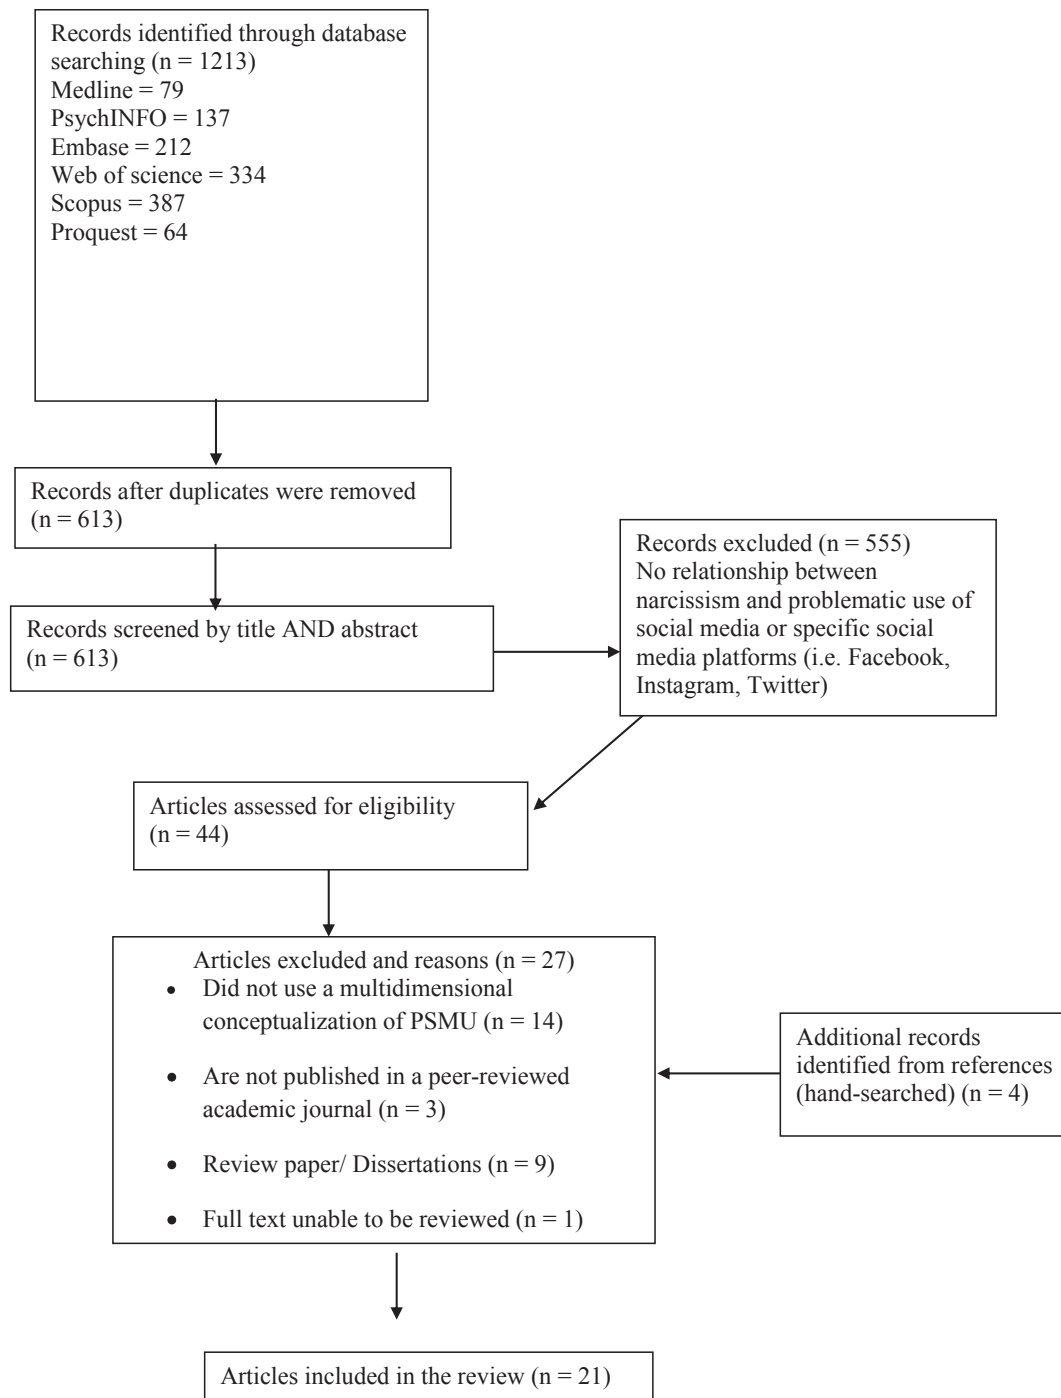 Records identified through database
searching (n = 1213)
Medline = 79
PsychINFO = 137
Embase = 212
Web of science = 334
Scopus = 387
Proquest = 64
Records after duplicates were removed
(n = 613)
Records screened by title AND abstract
(n = 613)
Records excluded (n = 555)
No relationship between
narcissism and problematic use of
social media or specific social
media platforms (i.e. Facebook,
Instagram, Twitter)
Articles assessed for eligibility
(n = 44)
Articles excluded and reasons (n = 27)
• Did not use a multidimensional
conceptualization of PSMU (n = 14)
• Are not published in a peer-reviewed
academic journal (n = 3)
• Review paper/ Dissertations (n = 9)
• Full text unable to be reviewed (n = 1)
Additional records
identified from references
(hand-searched) (n = 4)
Articles included in the review (n = 21)